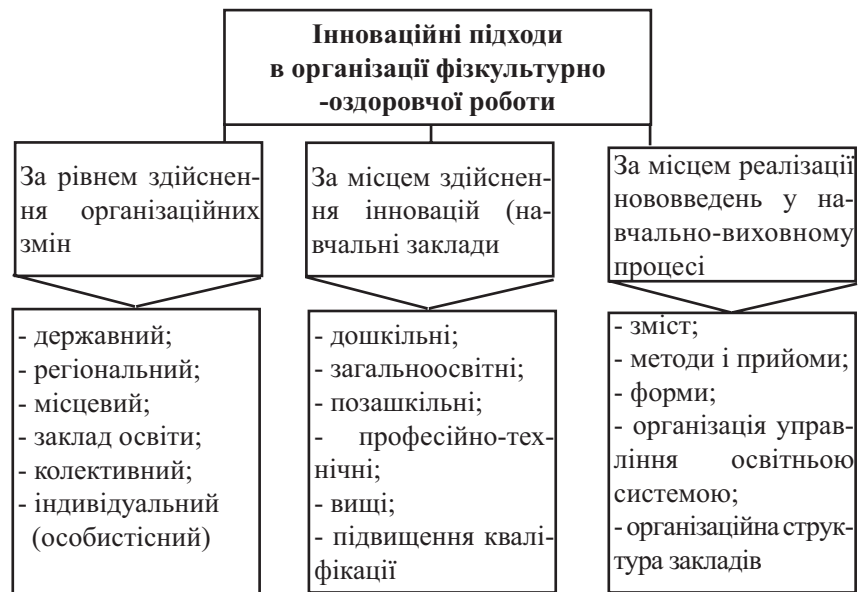 Інноваційні підходи
в організації фізкультурно
-оздоровчої роботи
За рівнем здійснен-
ня організаційних
змін
За місцем здійснен-
ня інновацій (на-
вчальні заклади
За місцем реалізації
нововведень у на-
вчально-виховному
процесі
- державний;
- регіональний;
- місцевий;
- заклад освіти;
- колективний;
- індивідуальний
(особистісний)
- дошкільні;
- загальноосвітні;
- позашкільні;
- професійно-тех-
нічні;
- вищі;
- підвищення квалі-
фікації
- зміст;
- методи і прийоми;
- форми;
- організація управ-
ління освітньою
системою;
- організаційна струк-
тура закладів